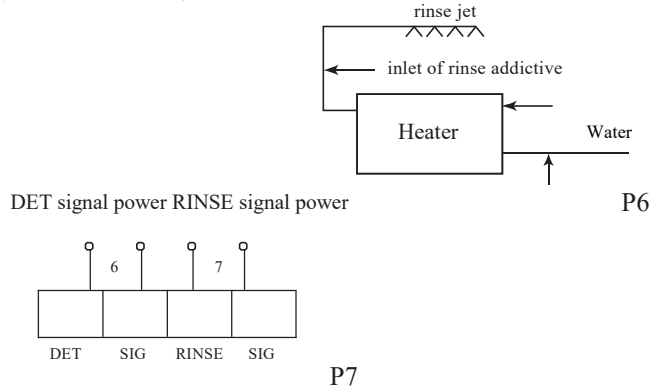 rinse jet
inlet of rinse addictive
Heater
Water
DET signal power RINSE signal power
P6
6 7
DET SIG RINSE SIG
P7